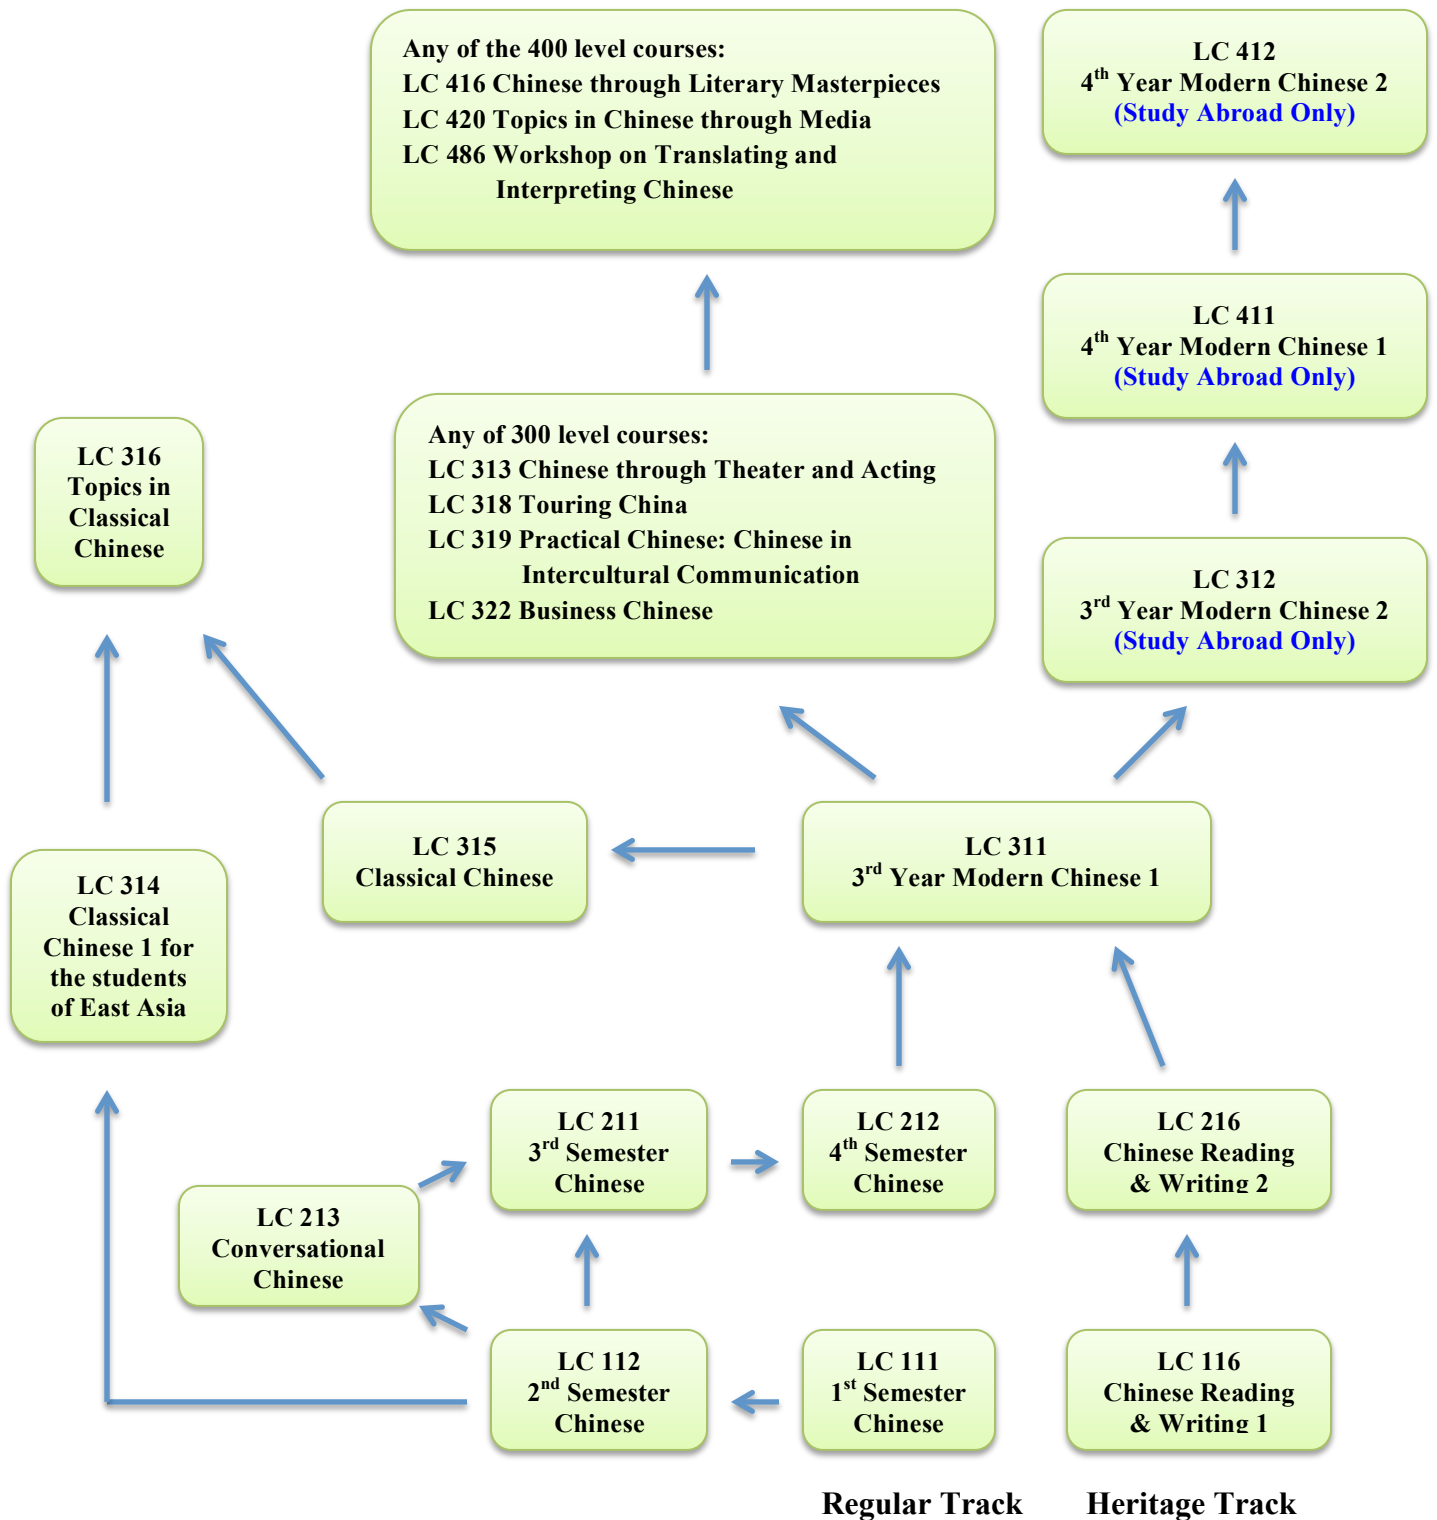 Any of the 400 level courses:
LC 416 Chinese through Literary Masterpieces
LC 420 Topics in Chinese through Media
LC 486 Workshop on Translating and
Interpreting Chinese
LC 412
4th Year Modern Chinese 2
(Study Abroad Only)
LC 411
4th Year Modern Chinese 1
(Study Abroad Only)
Any of 300 level courses:
LC 313 Chinese through Theater and Acting
LC 318 Touring China
LC 319 Practical Chinese: Chinese in
Intercultural Communication
LC 322 Business Chinese
LC 316
Topics in
Classical
Chinese
LC 312
3rd Year Modern Chinese 2
(Study Abroad Only)
LC 314
Classical
Chinese 1 for
the students
of East Asia
LC 315
Classical Chinese
LC 311
3rd Year Modern Chinese 1
LC 211
3rd Semester
Chinese
LC 212
4th Semester
Chinese
LC 216
Chinese Reading
& Writing 2
LC 213
Conversational
Chinese
LC 112
2nd Semester
Chinese
LC 111
1st Semester
Chinese
LC 116
Chinese Reading
& Writing 1
Regular Track
Heritage Track